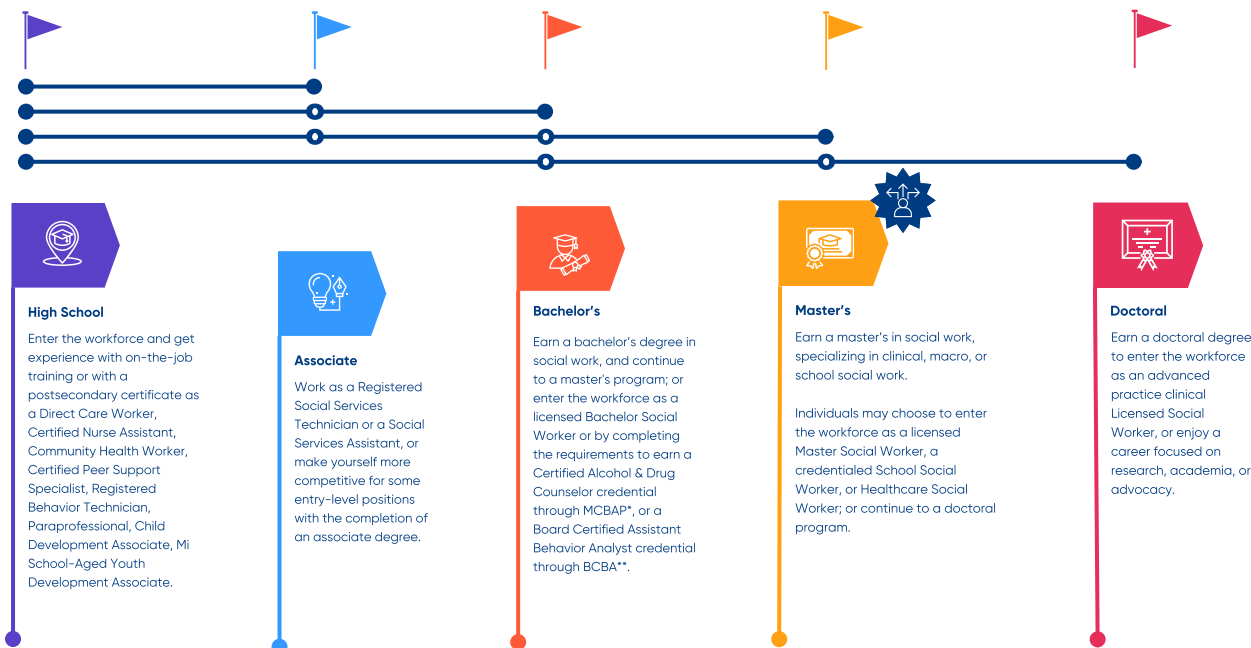 High School
Enter the workforce and get
experience with on-the-job
training or with a
postsecondary certificate as
a Direct Care Worker,
Certified Nurse Assistant,
Community Health Worker,
Certified Peer Support
Specialist, Registered
Behavior Technician,
Paraprofessional, Child
Development Associate, Mi
School-Aged Youth
Development Associate.
Associate
Work as a Registered
Social Services
Technician or a Social
Services Assistant, or
make yourself more
competitive for some
entry-level positions
with the completion of
an associate degree.
Bachelor's
Earn a bachelor's degree in
social work, and continue
to a master's program; or
enter the workforce as a
licensed Bachelor Social
Worker or by completing
the requirements to earn a
Certified Alcohol & Drug
Counselor credential
through MCBAP*, or a
Board Certified Assistant
Behavior Analyst credential
through BCBA**.
Master's
Earn a master's in social work,
specializing in clinical, macro, or
school social work.
Individuals may choose to enter
the workforce as a licensed
Master Social Worker, a
credentialed School Social
Worker, or Healthcare Social
Worker; or continue to a doctoral
program.
Doctoral
Earn a doctoral degree
to enter the workforce
as an advanced
practice clinical
Licensed Social
Worker, or enjoy a
career focused on
research, academia, or
advocacy.